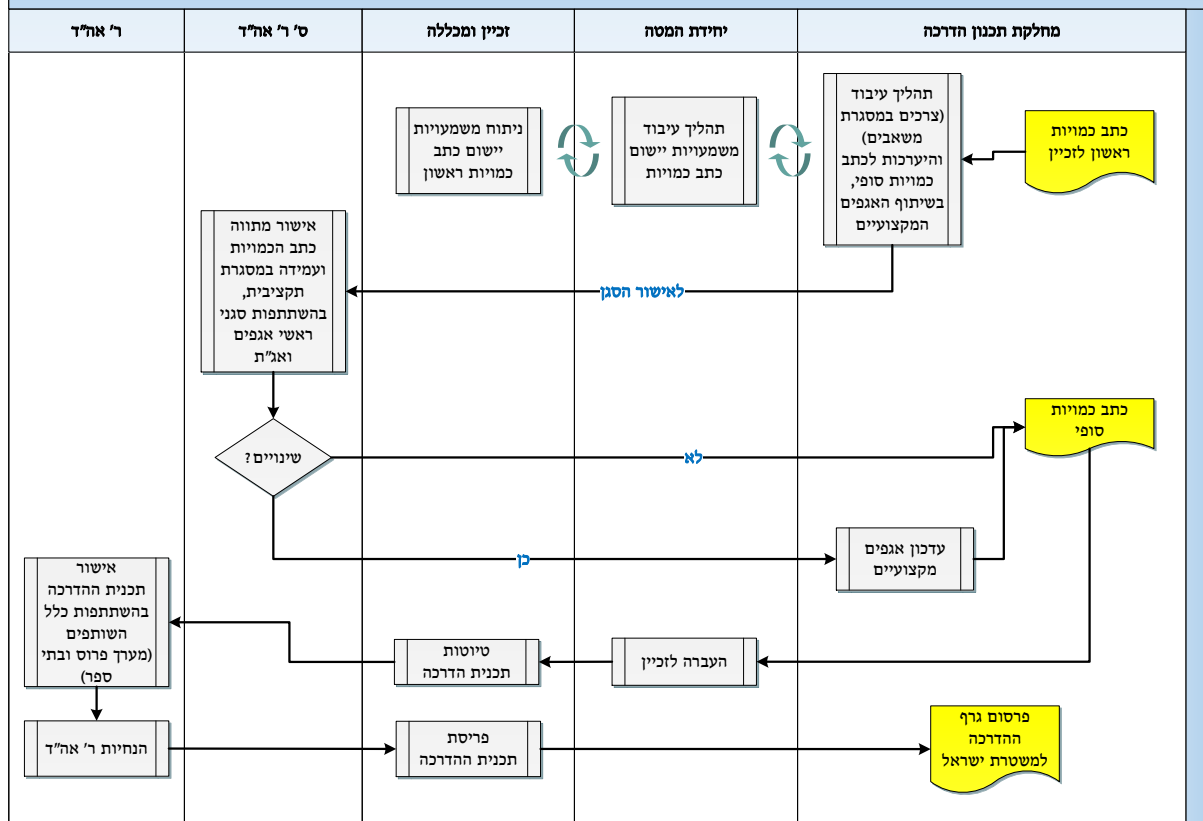 מחלקת תכנון הדרכה
יחידת המטה
זכיין ומכללה
ס' ר' אה"ד
ר' אה"ד
כתב כמויות
ראשון לזכיין
תהליך עיבוד
(צרכים במסגרת
משאבים)
והיערכות לכתב
כמויות סופי,
בשיתוף האגפים
המקצועיים
תהליך עיבוד
משמעויות יישום
כתב כמויות
ניתוח משמעויות
יישום כתב
כמויות ראשון
אישור מתווה
כתב הכמויות
ועמידה במסגרת
תקציבית,
בהשתתפות סגני
ראשי אגפים
ואג"ת
לאישור הסגן
שינויים?
לא
כתב כמויות
סופי
כן
עדכון אגפים
מקצועיים
העברה לזכיין
טיוטות
תכנית הדרכה
אישור
תכנית ההדרכה
בהשתתפות כלל
השותפים
(מערך פרוס ובתי
ספר)
הנחיות ר' אה"ד
פריסת
תכנית ההדרכה
פרסום גרף
ההדרכה
למשטרת ישראל